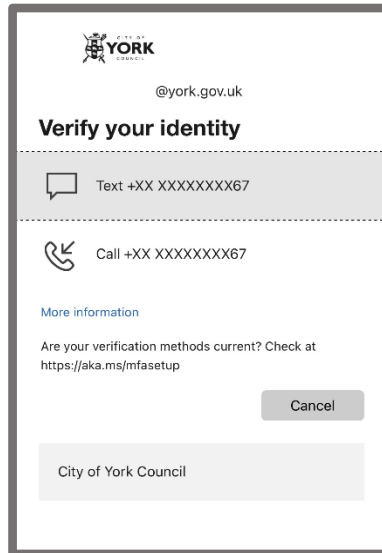 CITY OF
YORK
COUNCIL
@york.gov.uk
Verify your identity
Text +XX XXXXXXXX67
Call +XX XXXXXXXX67
More information
Are your verification methods current? Check at
https://aka.ms/mfasetup
Cancel
City of York Council